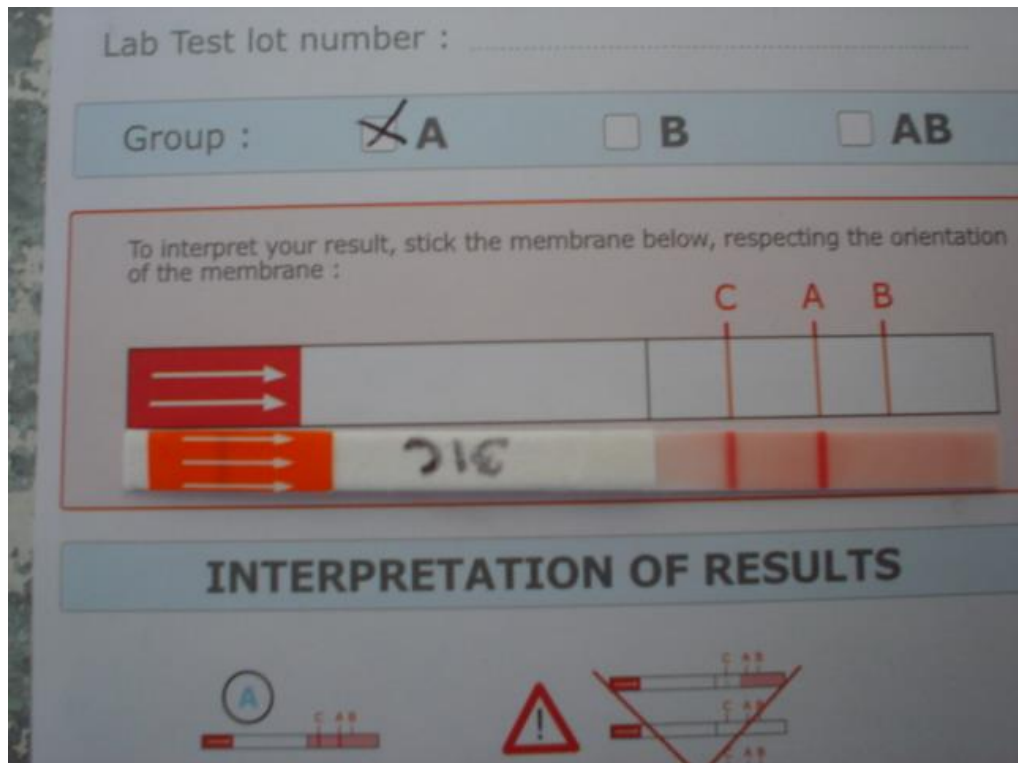 Lab Test lot number :
Group : A B AB
To interpret your result, stick the membrane below, respecting the orientation
of the membrane :
C A B
31C
INTERPRETATION OF RESULTS
A
C A B
C A B
C A B
C A B